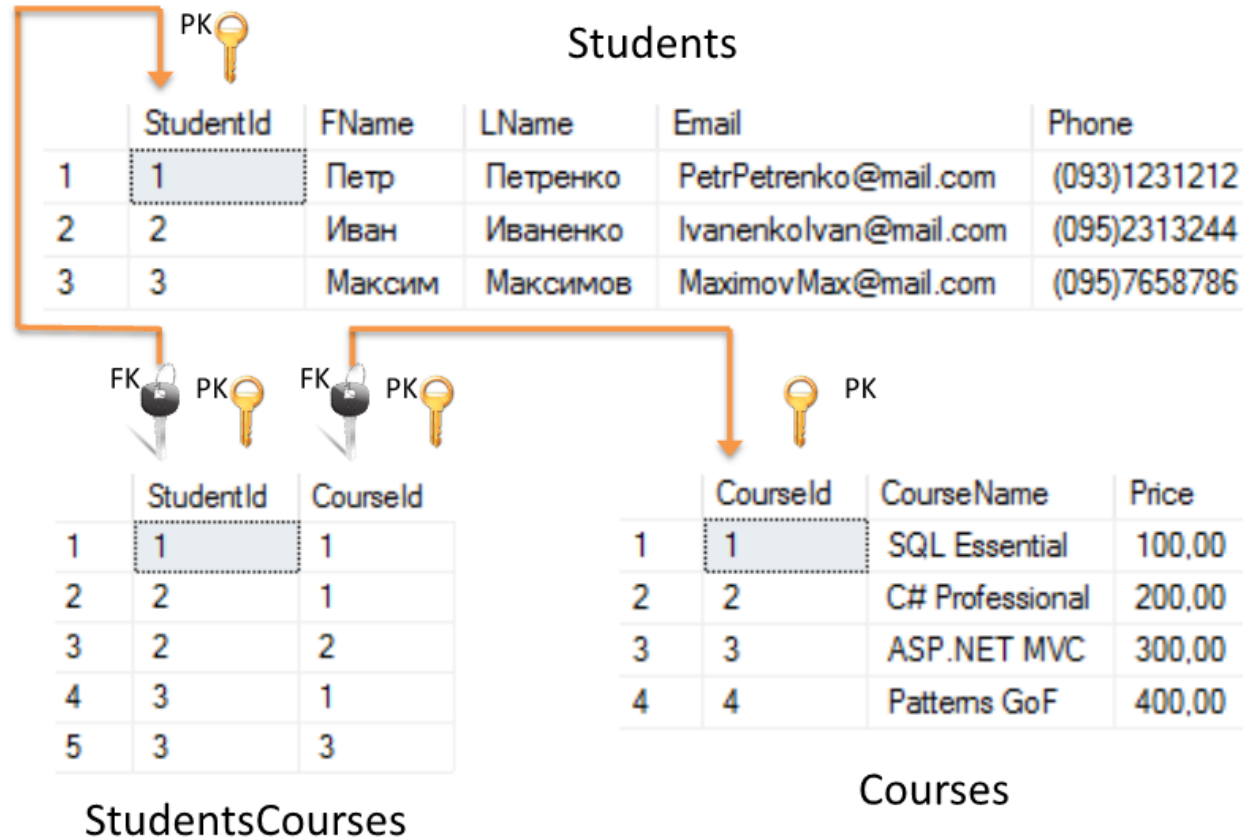 PK
Students
StudentId FName LName Email Phone
1 1 Петр Петренко PetrPetrenko@mail.com (093)1231212
2 2 Иван Иваненко IvanenkoIvan@mail.com (095)2313244
3 3 Максим Максимов MaximovMax@mail.com (095)7658786
FK PK FK PK
PK
StudentId CourseId
1 1 1
2 2 1
3 2 2
4 3 1
5 3 3
StudentsCourses
CourseId CourseName Price
1 1 SQL Essential 100,00
2 2 C# Professional 200,00
3 3 ASP.NET MVC 300,00
4 4 Patterns GoF 400,00
Courses